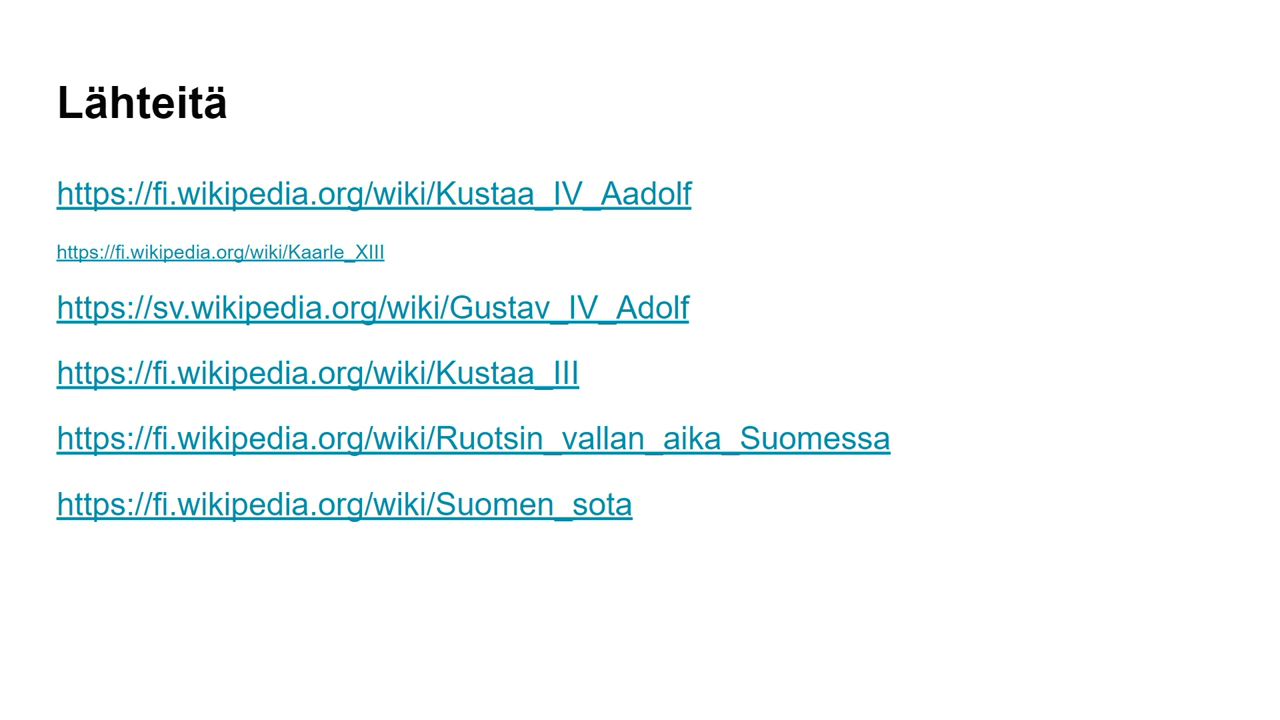 Lähteitä
https://fi.wikipedia.org/wiki/Kustaa_IV_Aadolf
https://fi.wikipedia.org/wiki/Kaarle_XIII
https://sv.wikipedia.org/wiki/Gustav_IV_Adolf
https://fi.wikipedia.org/wiki/Kustaa_III
https://fi.wikipedia.org/wiki/Ruotsin_vallan_aika_Suomessa
https://fi.wikipedia.org/wiki/Suomen_sota